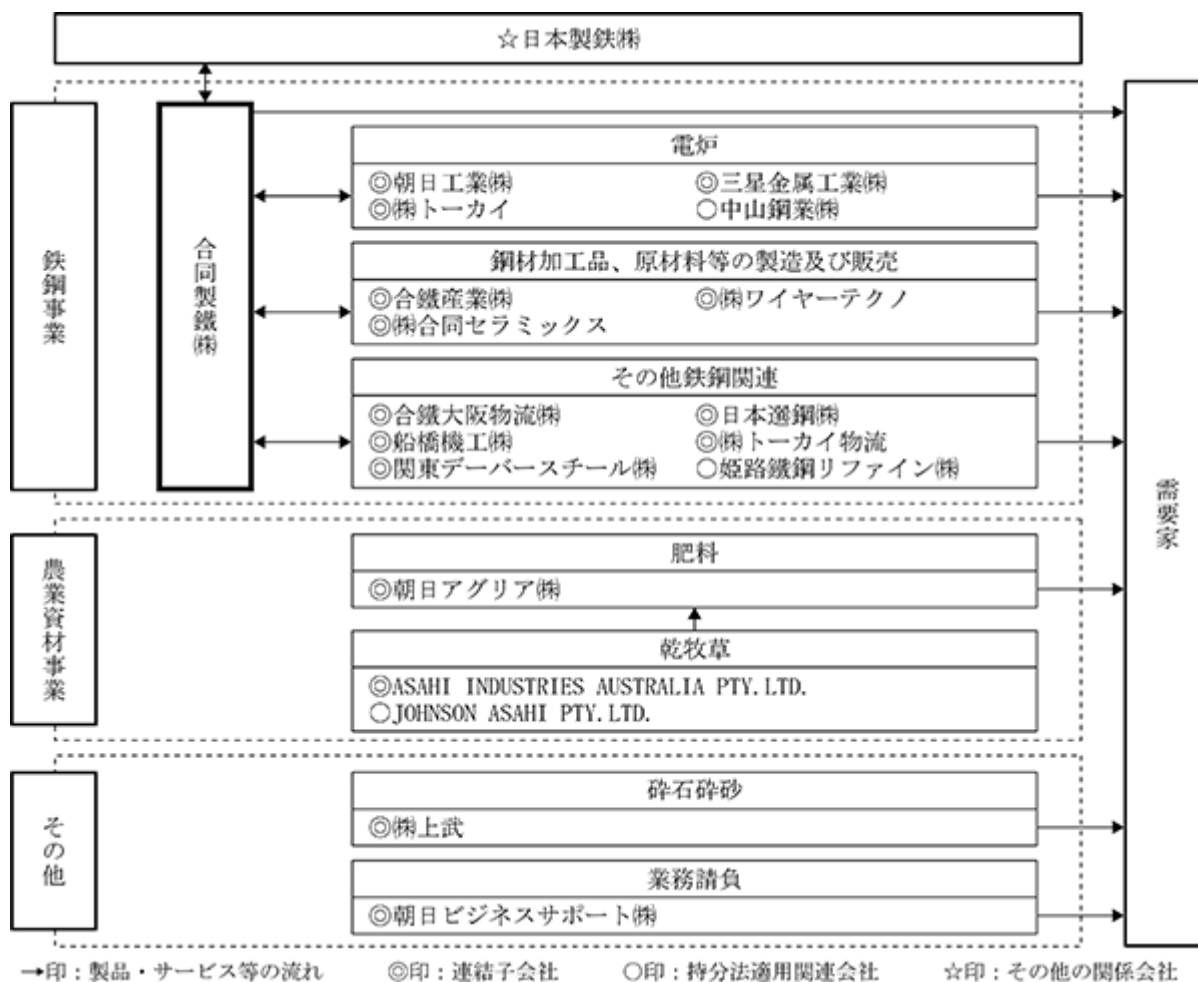 ☆日本製鉄㈱
鉄鋼事業
合同製鐵㈱
電炉
◎朝日工業㈱ ◎三星金属工業㈱
◎㈱トーカイ ○中山鋼業㈱
鋼材加工品、原材料等の製造及び販売
◎合鐵産業㈱ ◎㈱ワイヤーテクノ
◎㈱合同セラミックス
その他鉄鋼関連
◎合鐵大阪物流㈱ ◎日本選鋼㈱
◎船橋機工㈱ ◎㈱トーカイ物流
◎関東デーバースチール㈱ ○姫路鐵鋼リファイン㈱
需要家
農業資材事業
肥料
◎朝日アグリア㈱
乾牧草
◎ASAHI INDUSTRIES AUSTRALIA PTY.LTD.
○JOHNSON ASAHI PTY.LTD.
その他
砕石砕砂
◎㈱上武
業務請負
◎朝日ビジネスサポート㈱
→印：製品・サービス等の流れ ◎印：連結子会社 ○印：持分法適用関連会社 ☆印：その他の関係会社